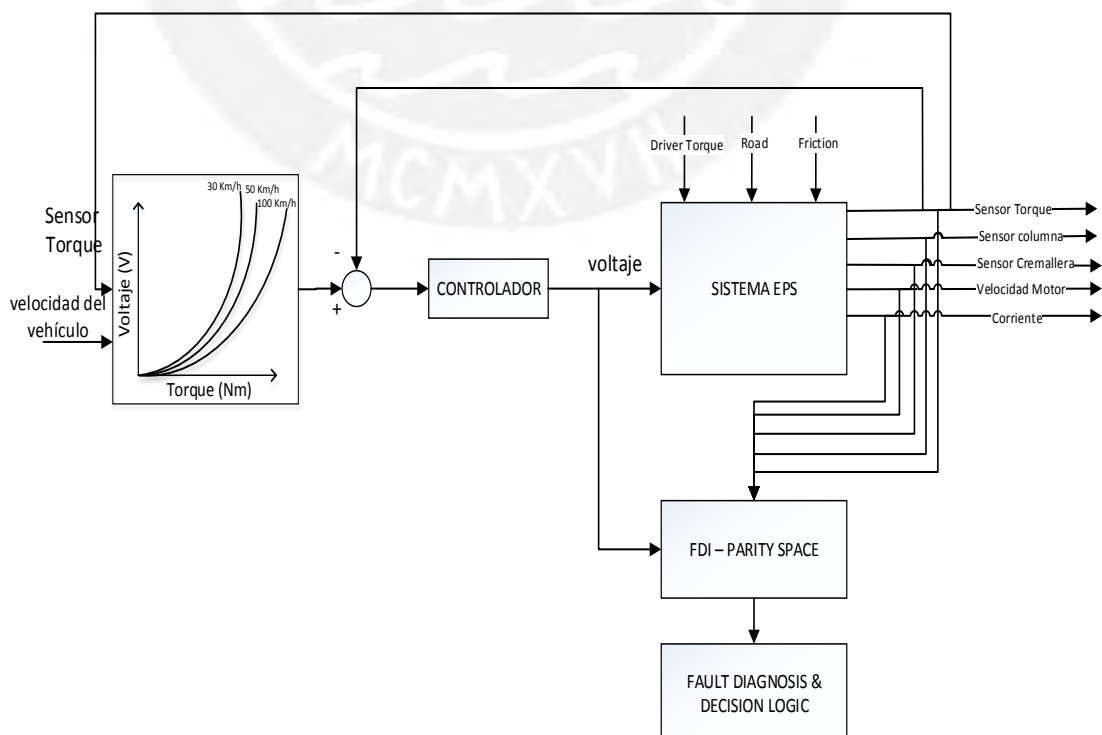 MCMXVII
Driver Torque
Road
Friction
30 Km/h
50 Km/h
100 Km/h
Sensor
Torque
velocidad del
vehículo
Voltaje (V)
Torque (Nm)
-
+
CONTROLADOR
voltaje
SISTEMA EPS
Sensor Torque
Sensor columna
Sensor Cremallera
Velocidad Motor
Corriente
FDI – PARITY SPACE
FAULT DIAGNOSIS &
DECISION LOGIC